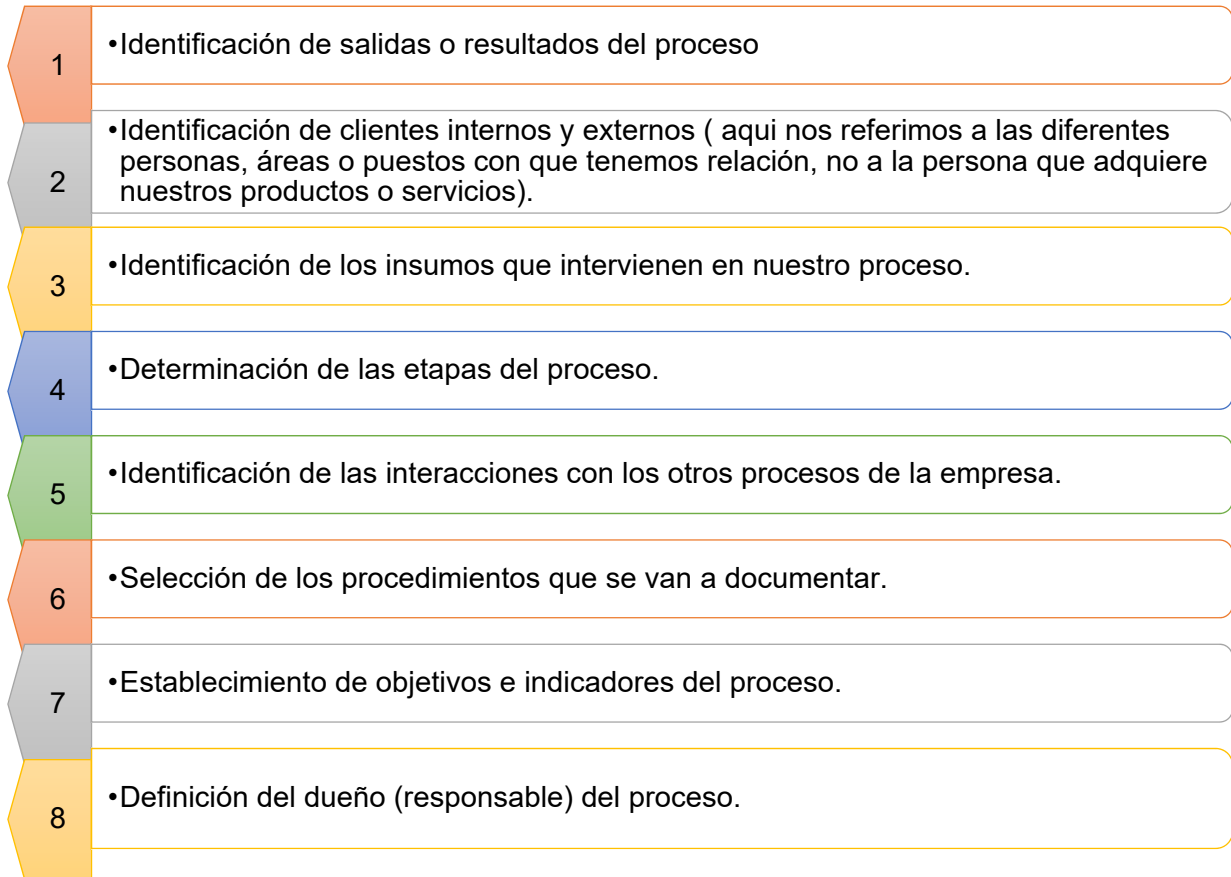 1
•Identificación de salidas o resultados del proceso
2
•Identificación de clientes internos y externos ( aqui nos referimos a las diferentes
personas, áreas o puestos con que tenemos relación, no a la persona que adquiere
nuestros productos o servicios).
3
•Identificación de los insumos que intervienen en nuestro proceso.
4
•Determinación de las etapas del proceso.
5
•Identificación de las interacciones con los otros procesos de la empresa.
6
•Selección de los procedimientos que se van a documentar.
7
•Establecimiento de objetivos e indicadores del proceso.
8
•Definición del dueño (responsable) del proceso.